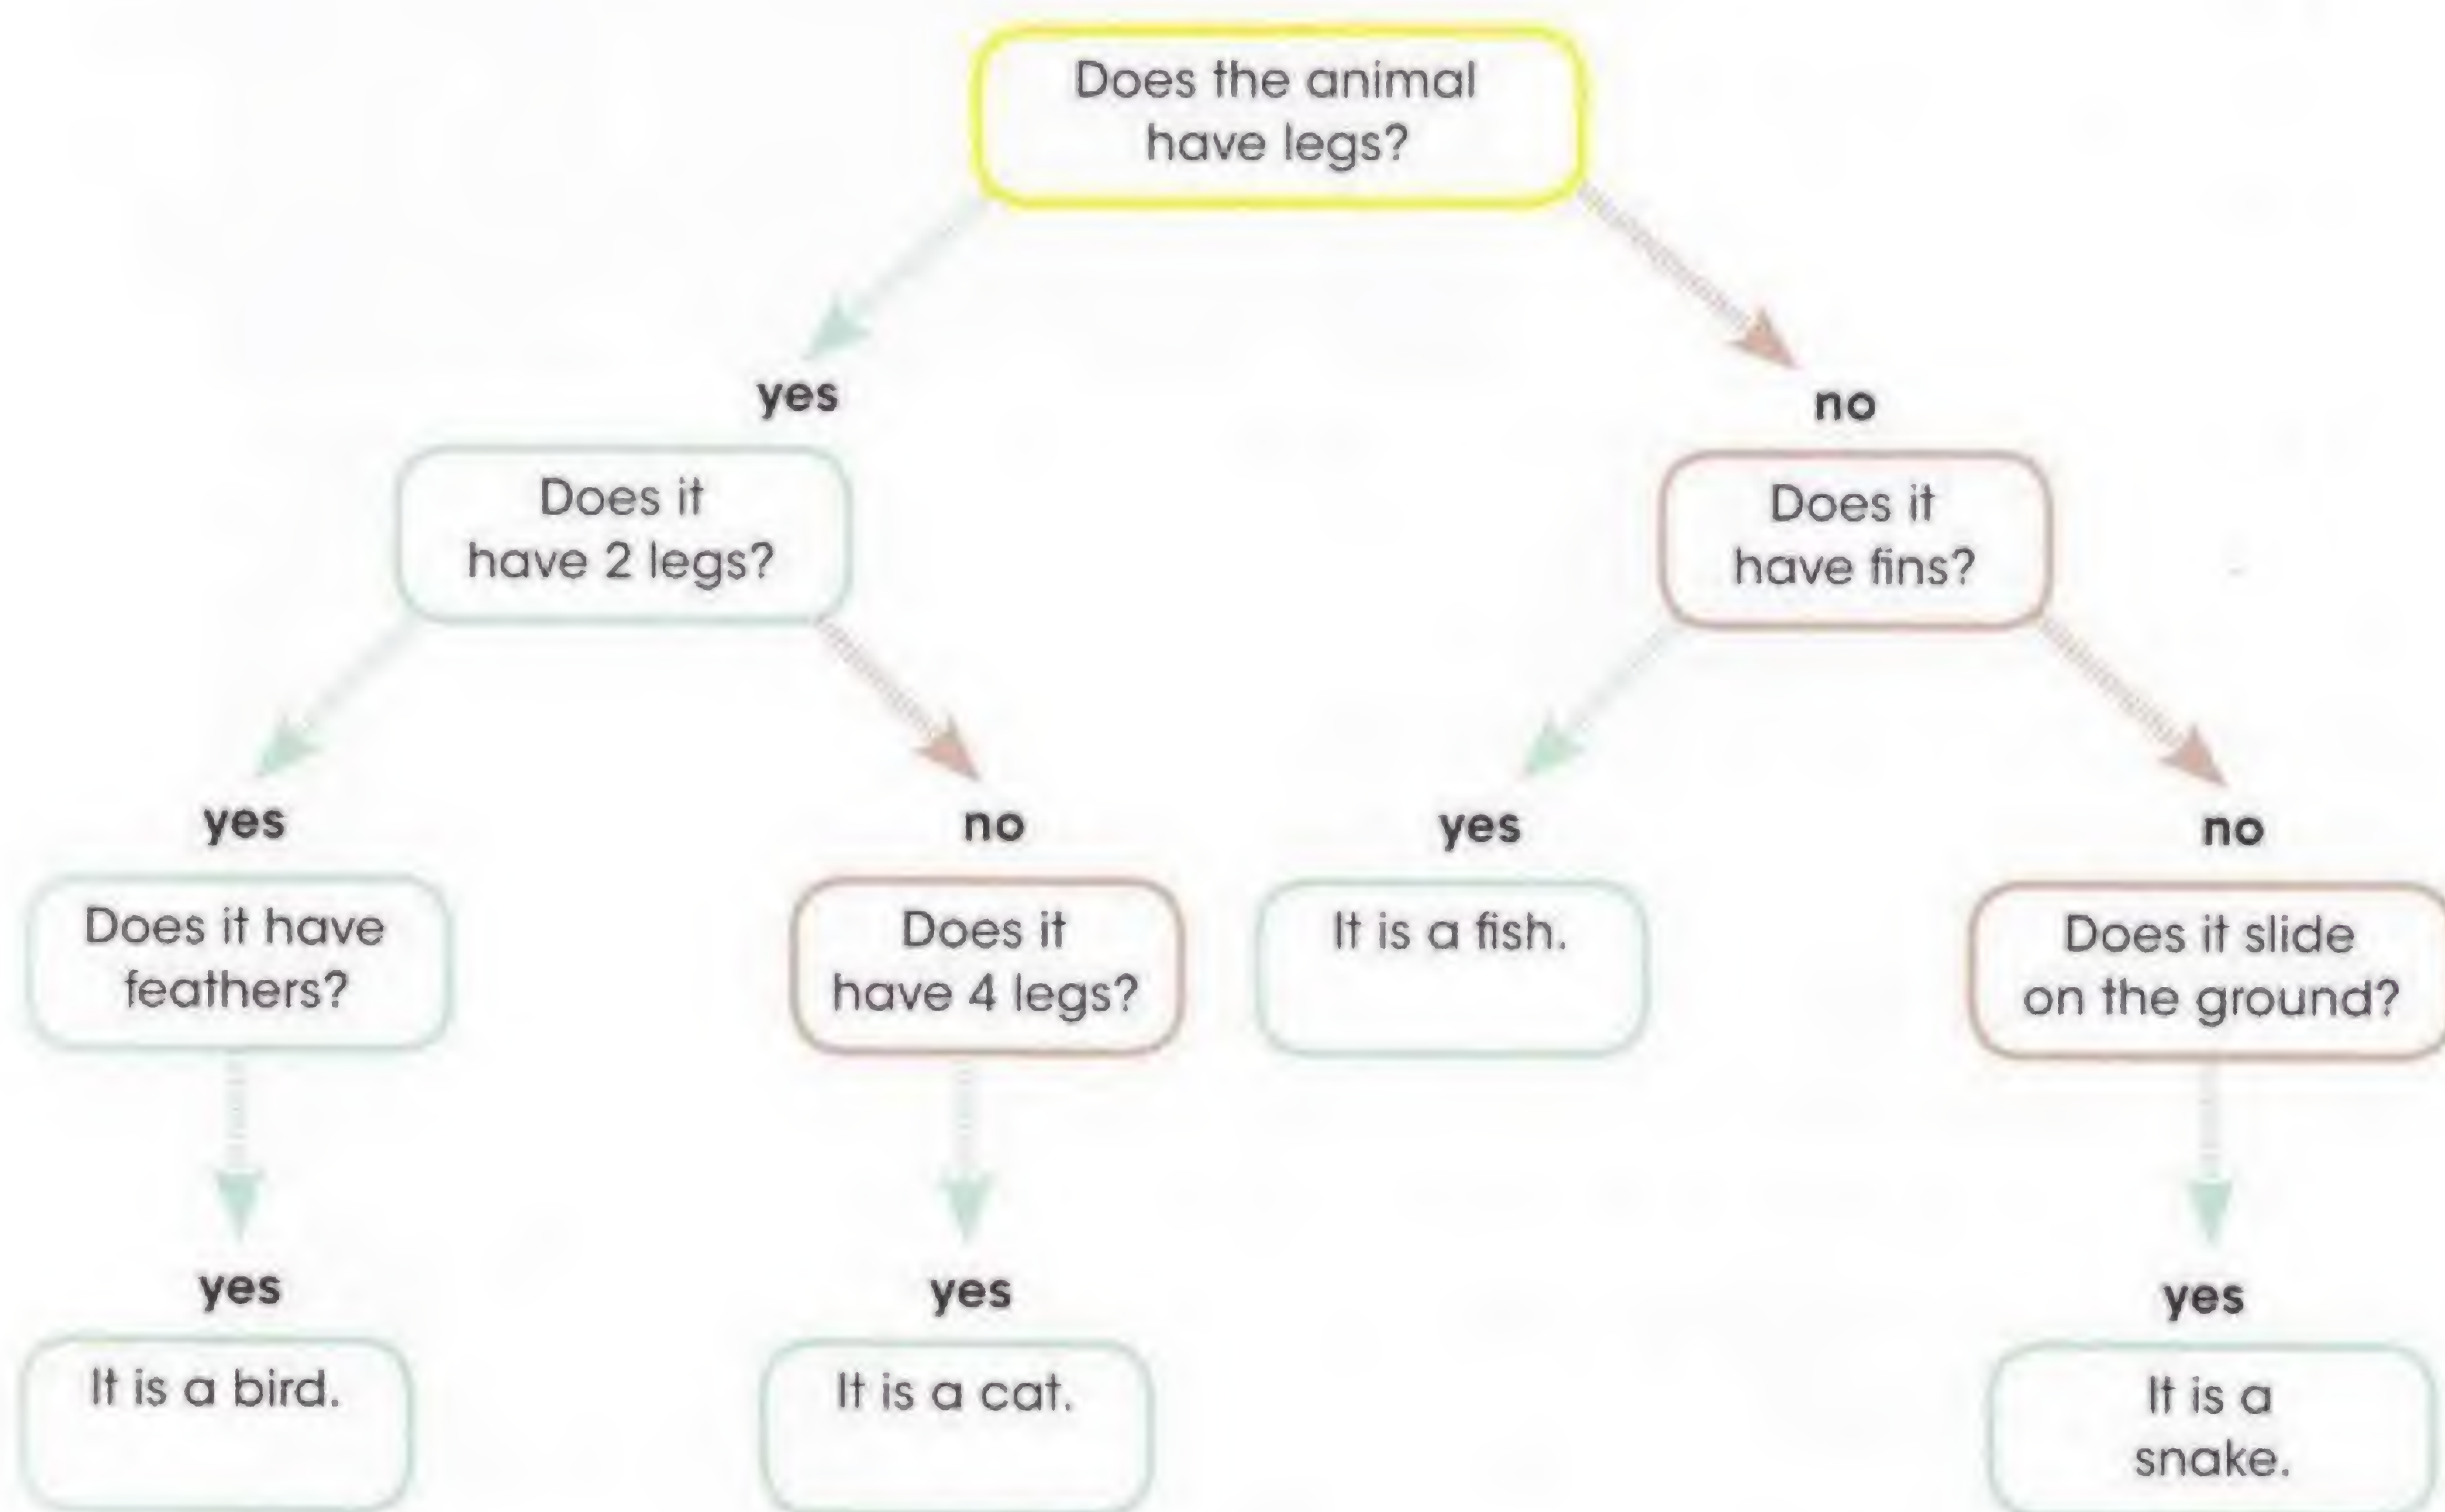 Does the animal
have legs?
yes
no
Does it
have 2 legs?
Does it
have fins?
yes
no
yes
no
Does it have
feathers?
Does it
have 4 legs?
It is a fish.
Does it slide
on the ground?
yes
yes
yes
It is a bird.
It is a cat.
It is a
snake.